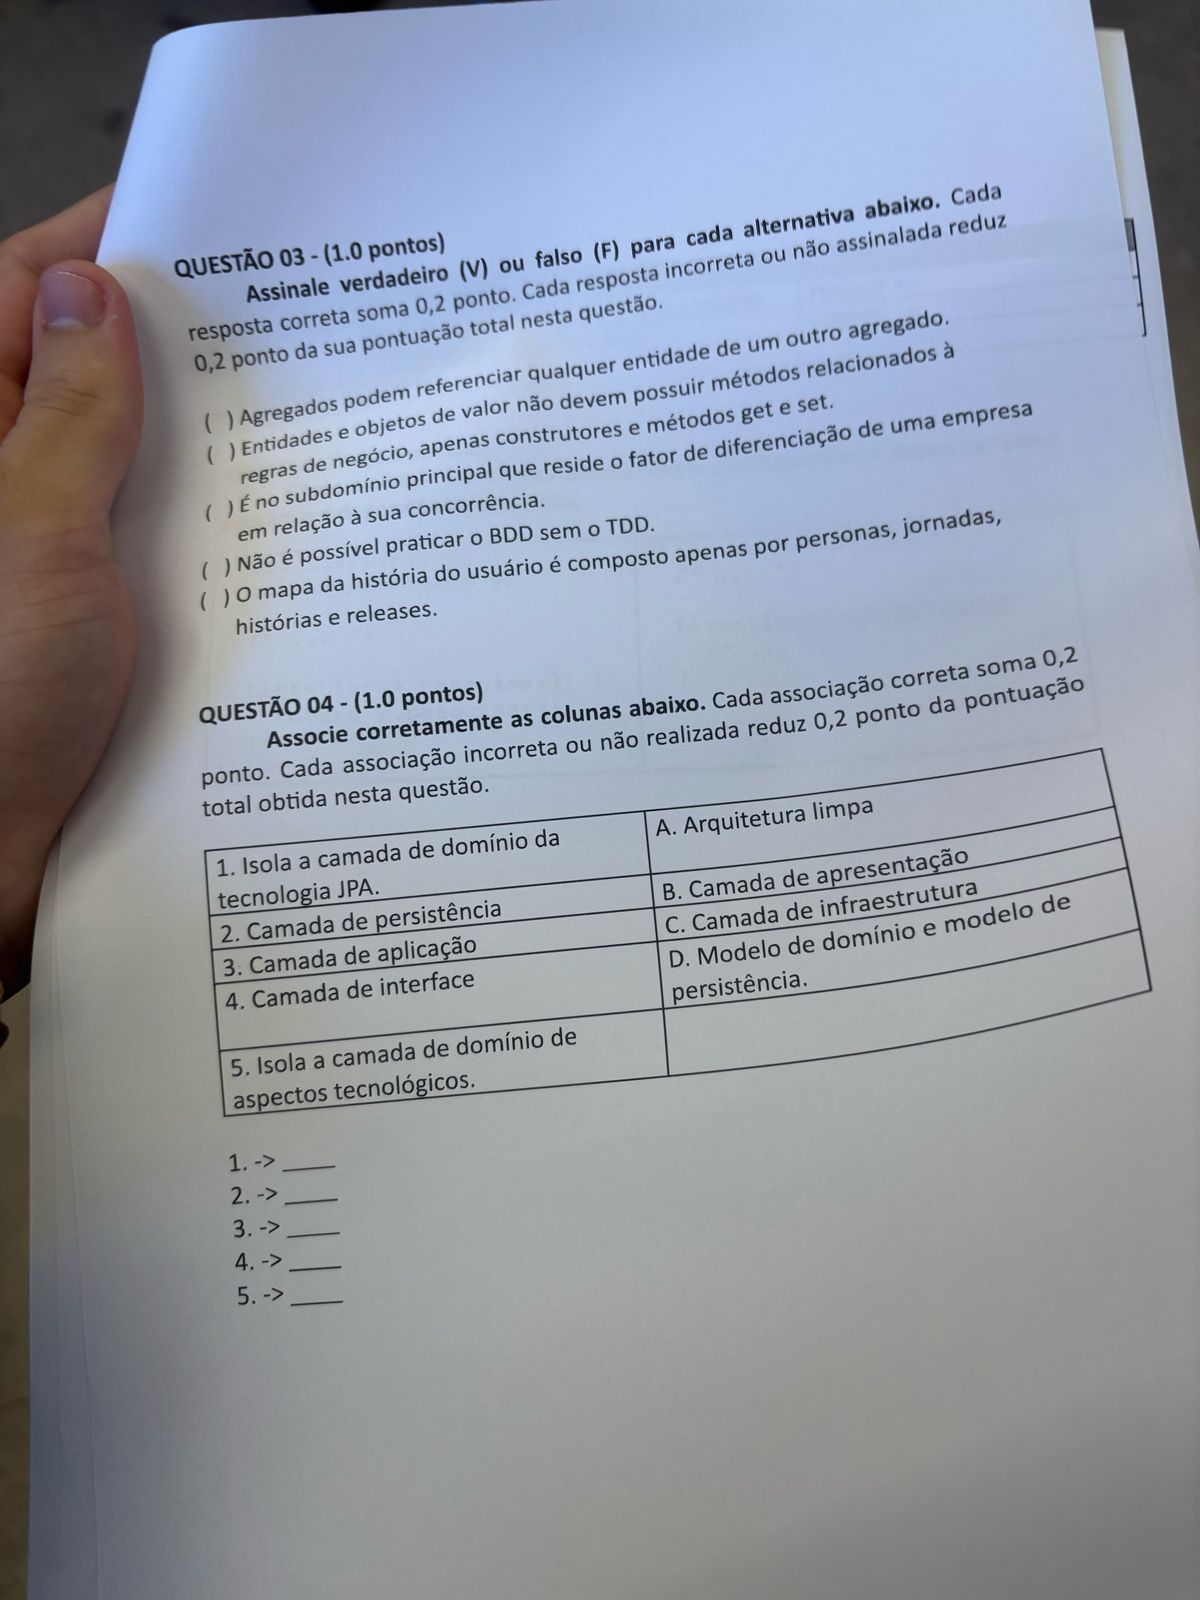 QUESTÃO 03 - (1.0 pontos)
Assinale verdadeiro (V) ou falso (F) para cada alternativa abaixo. Cada
resposta correta soma 0,2 ponto. Cada resposta incorreta ou não assinalada reduz
0,2 ponto da sua pontuação total nesta questão.
( ) Agregados podem referenciar qualquer entidade de um outro agregado.
( ) Entidades e objetos de valor não devem possuir métodos relacionados à
regras de negócio, apenas construtores e métodos get e set.
( ) É no subdomínio principal que reside o fator de diferenciação de uma empresa
em relação à sua concorrência.
( ) Não é possível praticar o BDD sem o TDD.
( ) O mapa da história do usuário é composto apenas por personas, jornadas,
histórias e releases.
QUESTÃO 04 - (1.0 pontos)
Associe corretamente as colunas abaixo. Cada associação correta soma 0,2
ponto. Cada associação incorreta ou não realizada reduz 0,2 ponto da pontuação
total obtida nesta questão.
1. Isola a camada de domínio da
tecnologia JPA.
A. Arquitetura limpa
2. Camada de persistência
B. Camada de apresentação
3. Camada de aplicação
C. Camada de infraestrutura
4. Camada de interface
D. Modelo de domínio e modelo de
persistência.
5. Isola a camada de domínio de
aspectos tecnológicos.
1. -> ____
2. -> ____
3. -> ____
4. -> ____
5. -> ____